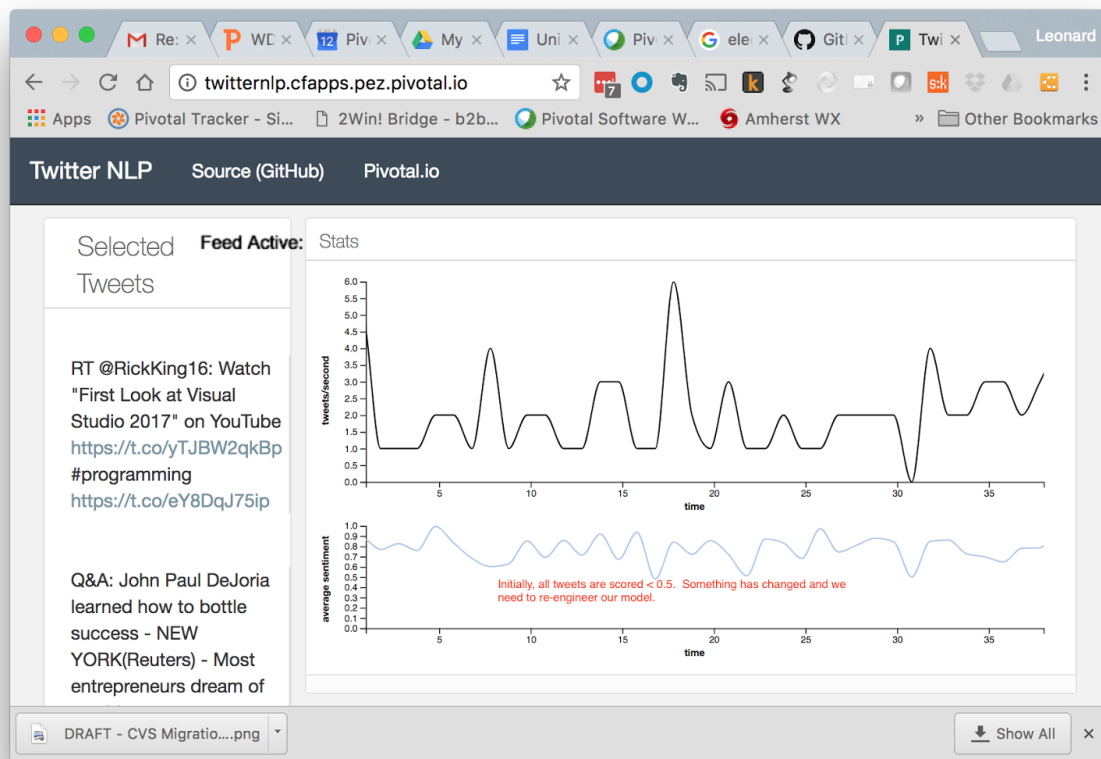 Re:
WD
12
Piv
My
Uni
Piv
ele
Git
Twi
Leonard
twitternlp.cfapps.pez.pivotal.io
7
k
s:k
Apps
Pivotal Tracker - Si...
2Win! Bridge - b2b...
Pivotal Software W...
Amherst WX
»
Other Bookmarks
Twitter NLP
Source (GitHub)
Pivotal.io
Selected
Tweets
Feed Active:
RT @RickKing16: Watch
"First Look at Visual
Studio 2017" on YouTube
https://t.co/yTJBW2qkBp
#programming
https://t.co/eY8DqJ75ip
Q&A: John Paul DeJoria
learned how to bottle
success - NEW
YORK(Reuters) - Most
entrepreneurs dream of
Stats
6.0
5.5
5.0
4.5
4.0
3.5
3.0
2.5
2.0
1.5
1.0
0.5
0.0
tweets/second
5 10 15 20 25 30 35
time
1.0
0.9
0.8
0.7
0.6
0.5
0.4
0.3
0.2
0.1
0.0
average sentiment
Initially, all tweets are scored < 0.5. Something has changed and we
need to re-engineer our model.
5 10 15 20 25 30 35
time
DRAFT - CVS Migratio....png
Show All